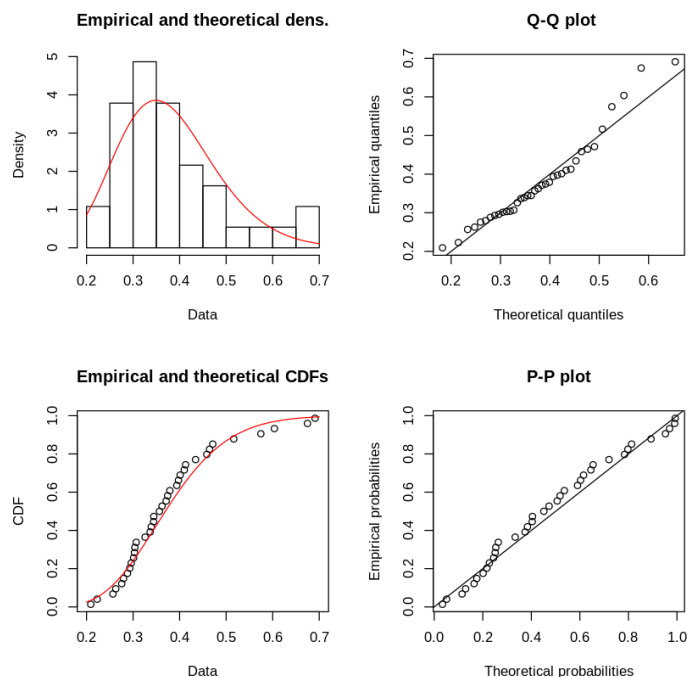 Empirical and theoretical dens.
Density
0 1 2 3 4 5
0.2 0.3 0.4 0.5 0.6 0.7
Data
Q-Q plot
Empirical quantiles
0.2 0.3 0.4 0.5 0.6 0.7
0.2 0.3 0.4 0.5 0.6
Theoretical quantiles
Empirical and theoretical CDFs
CDF
0.0 0.2 0.4 0.6 0.8 1.0
0.2 0.3 0.4 0.5 0.6 0.7
Data
P-P plot
Empirical probabilities
0.0 0.2 0.4 0.6 0.8 1.0
0.0 0.2 0.4 0.6 0.8 1.0
Theoretical probabilities